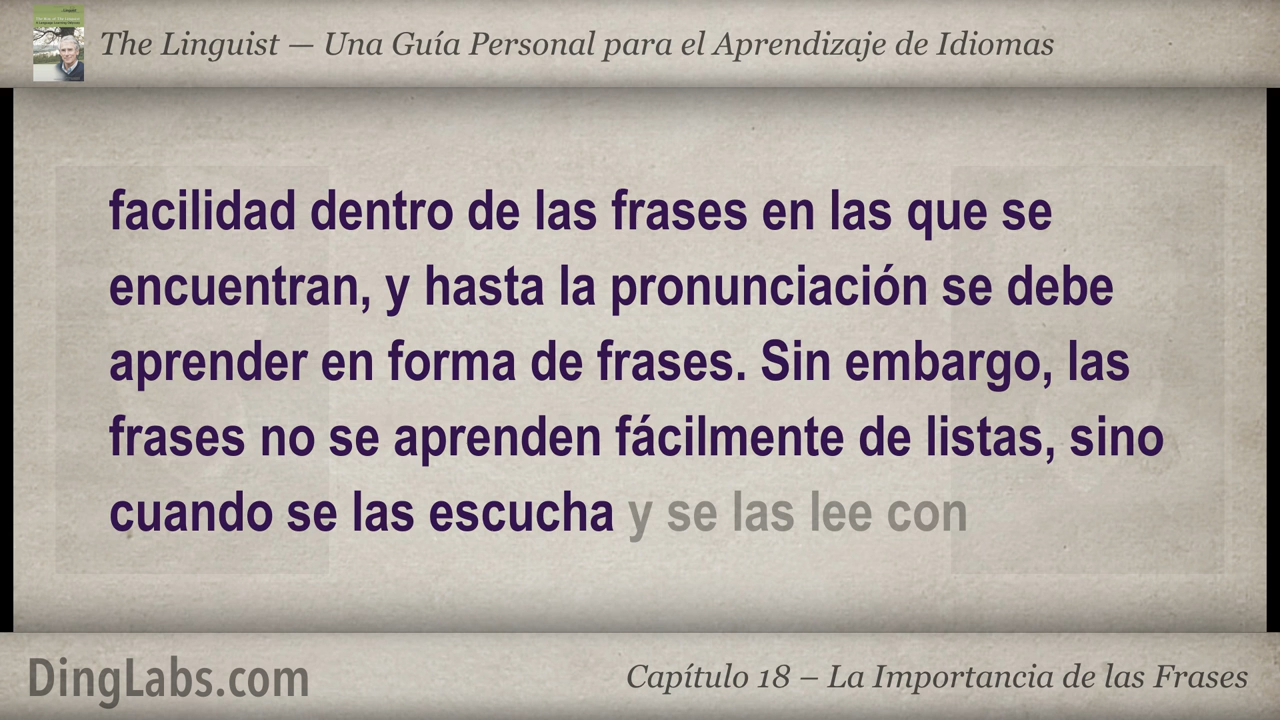 The Linguist — Una Guía Personal para el Aprendizaje de Idiomas
facilidad dentro de las frases en las que se
encuentran, y hasta la pronunciación se debe
aprender en forma de frases. Sin embargo, las
frases no se aprenden fácilmente de listas, sino
cuando se las escucha y se las lee con
DingLabs.com
Capítulo 18 – La Importancia de las Frases